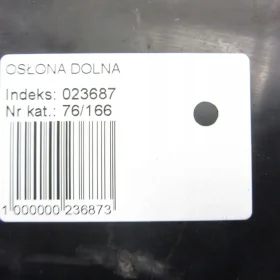 OSŁONA DOLNA
Indeks: 023687
Nr kat.: 76/166
1 000000 236873